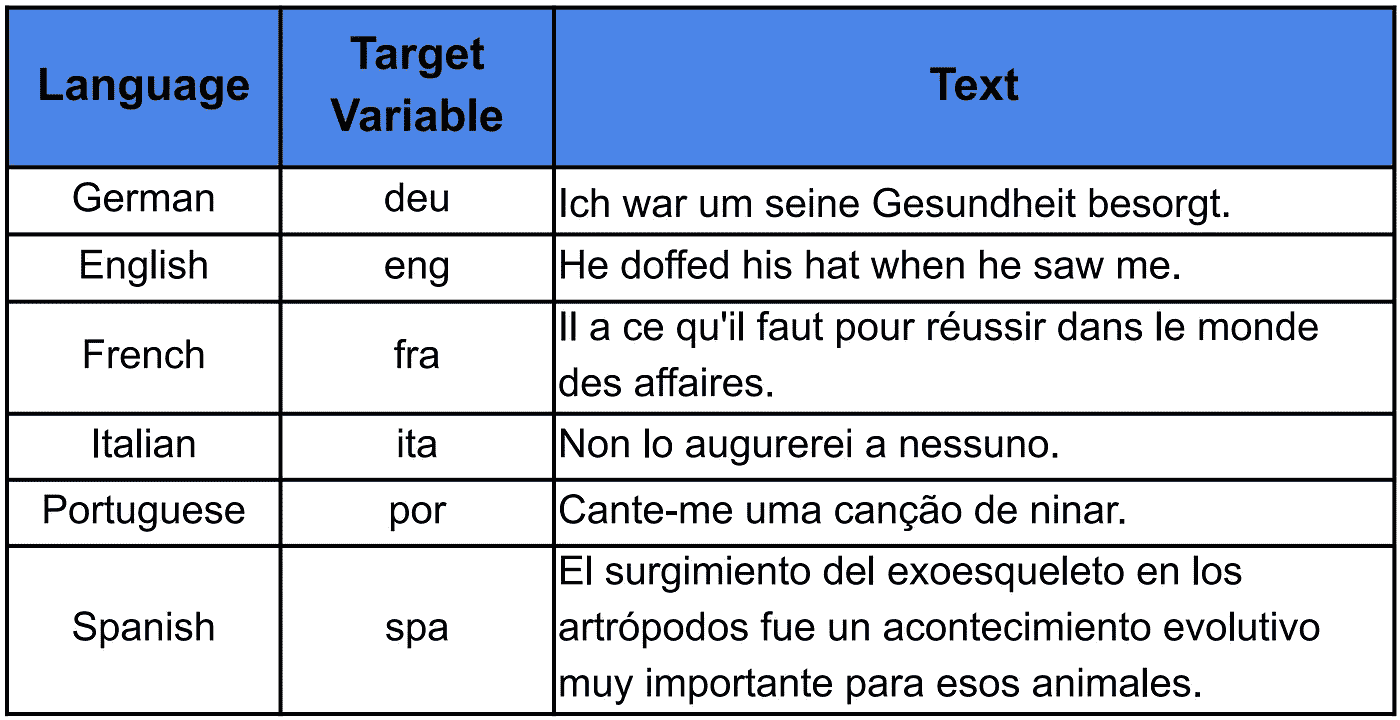 Language
Target
Variable
Text
German
deu
Ich war um seine Gesundheit besorgt.
English
eng
He doffed his hat when he saw me.
French
fra
Il a ce qu'il faut pour réussir dans le monde
des affaires.
Italian
ita
Non lo augurerei a nessuno.
Portuguese
por
Cante-me uma canção de ninar.
Spanish
spa
El surgimiento del exoesqueleto en los
artrópodos fue un acontecimiento evolutivo
muy importante para esos animales.